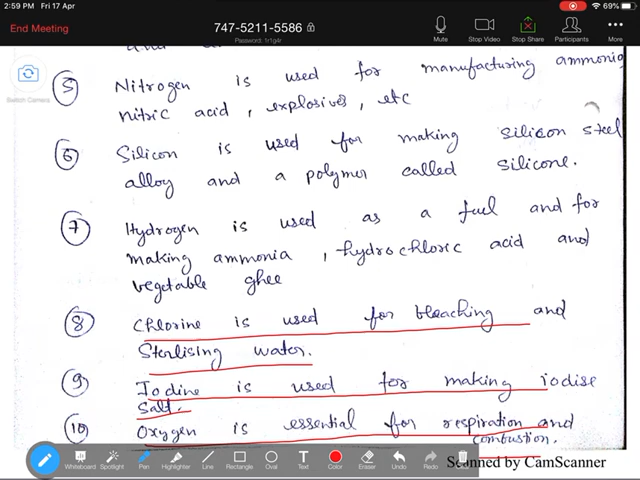 2:59 PM Fri 17 Apr
69%
End Meeting
747-5211-5586
Password: 1r1g4r
Mute
Stop Video
Stop Share
Participants
More
Switch Camera
5 Nitrogen is used for manufacturing ammonia
nitric acid, explosives, etc
6 Silicon is used for making silicon steel
alloy and a polymer called silicone.
7 Hydrogen is used as a fuel and for
making ammonia, hydrochloric acid and
vegetable ghee
8 Chlorine is used for bleaching and
Sterlising water.
9 Iodine is used for making iodise
salt.
10 Oxygen is essential for respiration and
combustion.
Whiteboard Spotlight Pen Highlighter Line Rectangle Oval Text Color Eraser Undo Redo
Scanned by CamScanner